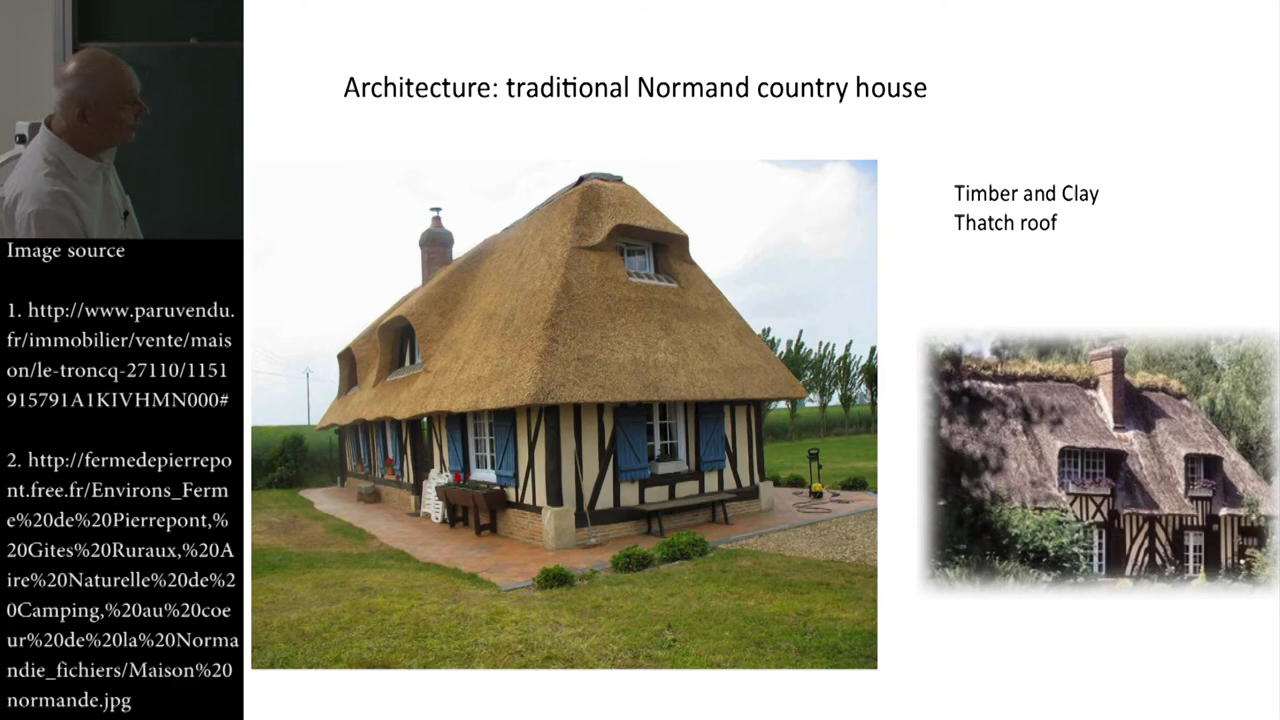 Architecture: traditional Normand country house
Timber and Clay
Thatch roof
Image source
1. http://www.paruvendu.
fr/immobilier/vente/mais
on/le-troncq-27110/1151
915791A1KIVHMN000#
2. http://fermedepierrepo
nt.free.fr/Environs_Ferm
e%20de%20Pierrepont,%
20Gites%20Ruraux,%20A
ire%20Naturelle%20de%2
0Camping,%20au%20coe
ur%20de%20la%20Norma
ndie_fichiers/Maison%20
normande.jpg